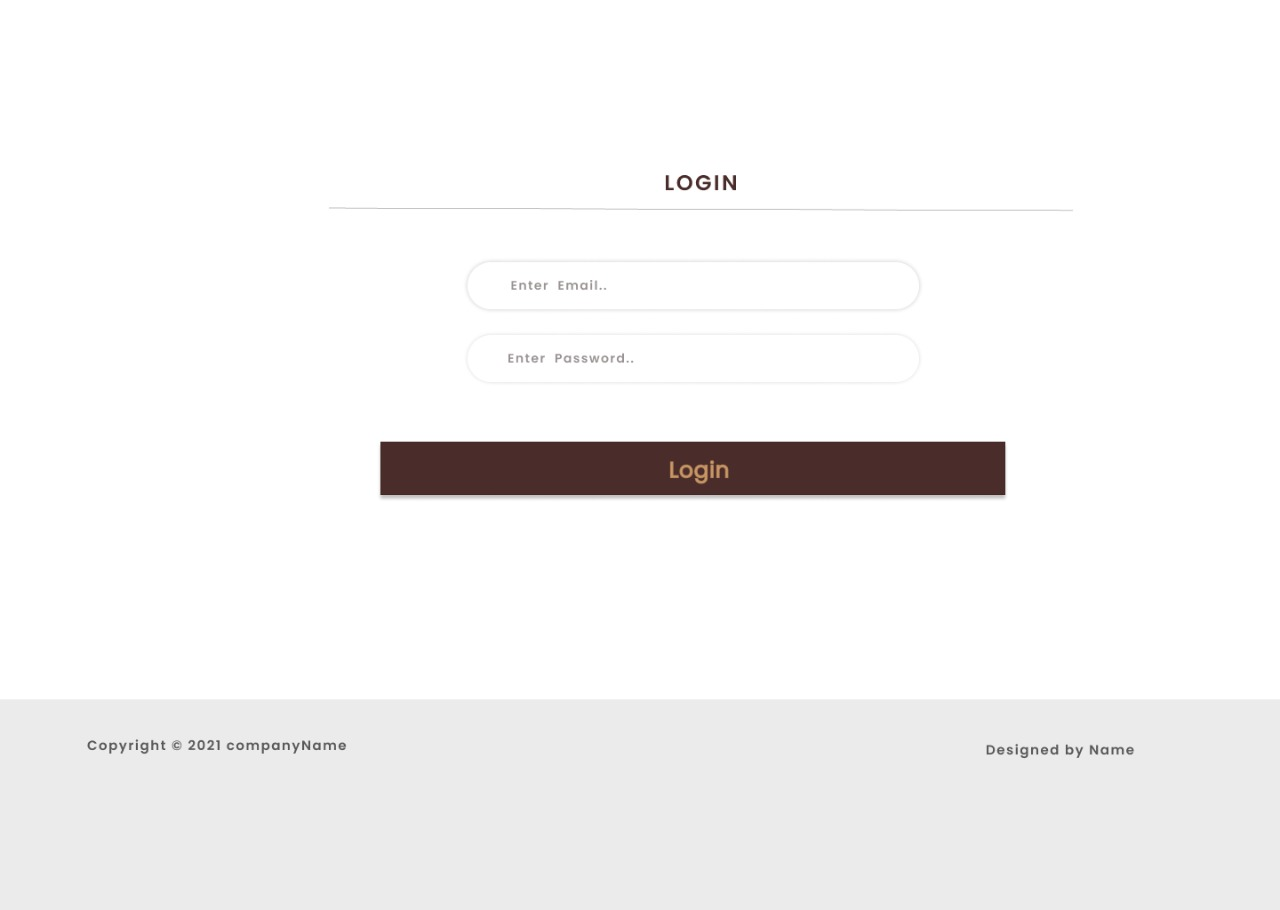 LOGIN
Enter Email..
Enter Password..
Login
Copyright © 2021 companyName
Designed by Name